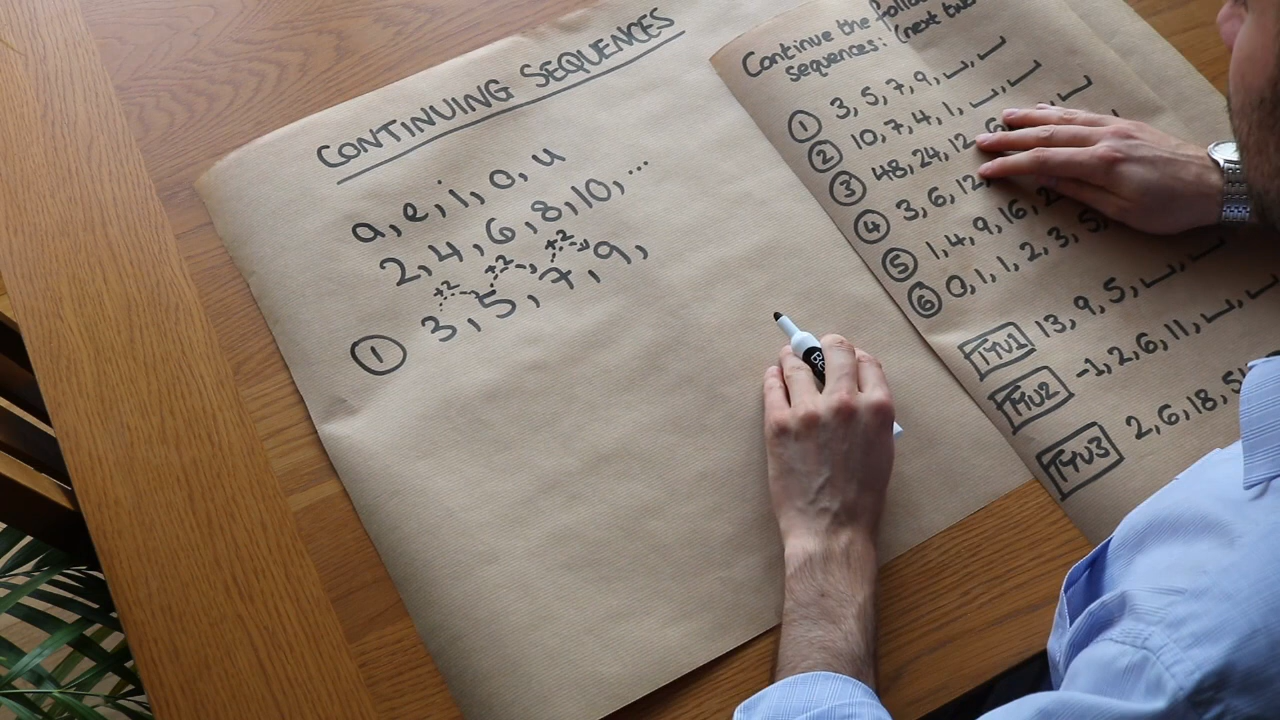 CONTINUING SEQUENCES
a, e, i, o, u
2, 4, 6, 8, 10, ...
+2 +2 +2
① 3, 5, 7, 9,
Continue the
sequences: (next two
① 3, 5, 7, 9, _, _
② 10, 7, 4, 1, _, _
③ 48, 24, 12,
④ 3, 6, 12,
⑤ 1, 4, 9, 16,
⑥ 0, 1, 1, 2, 3, 5,
TYU1 13, 9, 5, _, _
TYU2 -1, 2, 6, 11, _, _
TYU3 2, 6, 18,